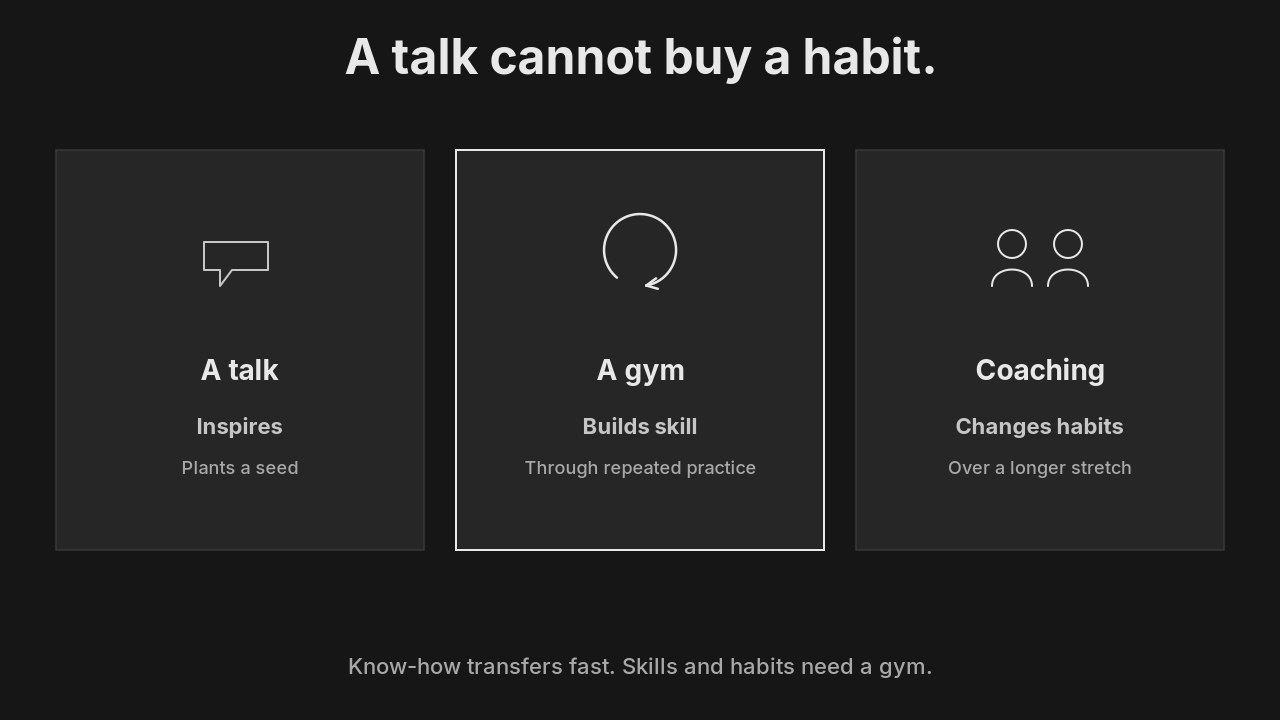 A talk cannot buy a habit.
A talk
Inspires
Plants a seed
A gym
Builds skill
Through repeated practice
Coaching
Changes habits
Over a longer stretch
Know-how transfers fast. Skills and habits need a gym.